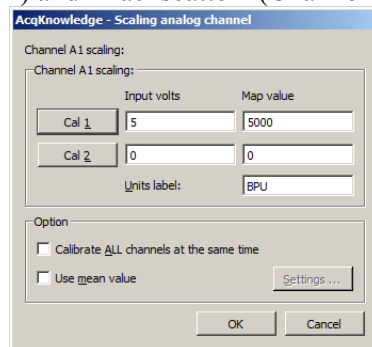 AcqKnowledge - Scaling analog channel
Channel A1 scaling:
Channel A1 scaling:
Input volts Map value
Cal 1 5 5000
Cal 2 0 0
Units label: BPU
Option
Calibrate ALL channels at the same time
Use mean value Settings ...
OK Cancel